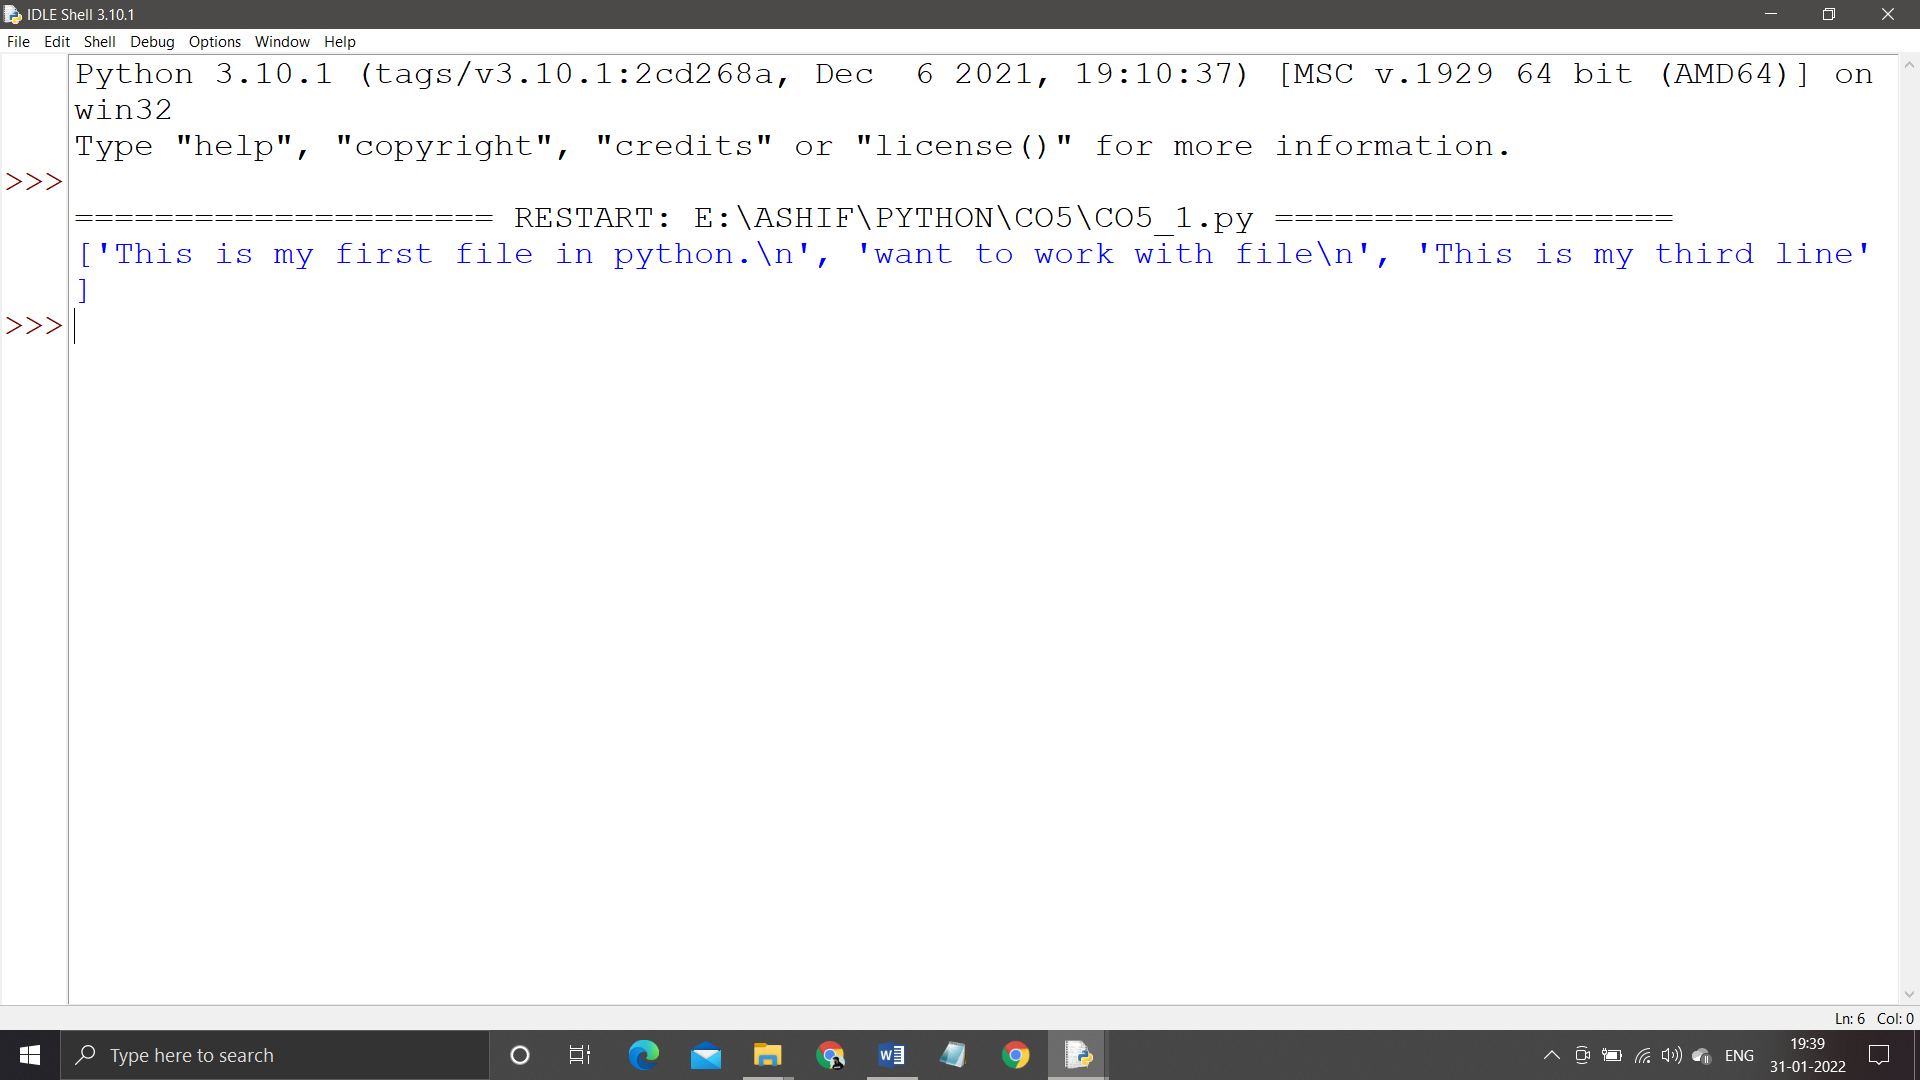 IDLE Shell 3.10.1
File Edit Shell Debug Options Window Help
Python 3.10.1 (tags/v3.10.1:2cd268a, Dec  6 2021, 19:10:37) [MSC v.1929 64 bit (AMD64)] on
win32
Type "help", "copyright", "credits" or "license()" for more information.
>>>
===================== RESTART: E:\ASHIF\PYTHON\CO5\CO5_1.py ====================
['This is my first file in python.\n', 'want to work with file\n', 'This is my third line'
]
>>>
Ln: 6 Col: 0
Type here to search
ENG
19:39
31-01-2022